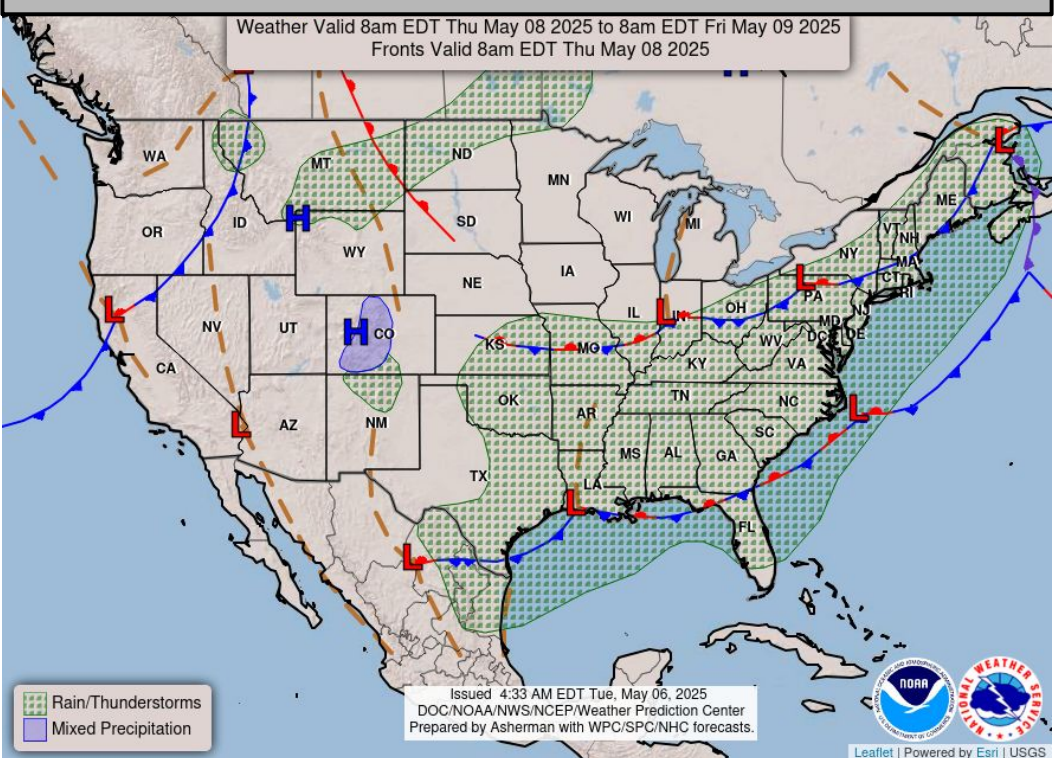 Weather Valid 8am EDT Thu May 08 2025 to 8am EDT Fri May 09 2025
Fronts Valid 8am EDT Thu May 08 2025
WA
MT
ND
MN
OR
ID
SD
WI
MI
ME
VT
NH
WY
NY
MA
CT
RI
IA
NE
PA
NJ
OH
IL
IN
MD
DE
DC
NV
UT
CO
KS
MO
WV
VA
KY
CA
AZ
NM
OK
AR
TN
NC
SC
MS
AL
GA
TX
LA
FL
H
H
H
L
L
L
L
L
L
L
L
Rain/Thunderstorms
Mixed Precipitation
Issued 4:33 AM EDT Tue, May 06, 2025
DOC/NOAA/NWS/NCEP/Weather Prediction Center
Prepared by Asherman with WPC/SPC/NHC forecasts.
NOAA
NATIONAL WEATHER SERVICE
Leaflet | Powered by Esri | USGS